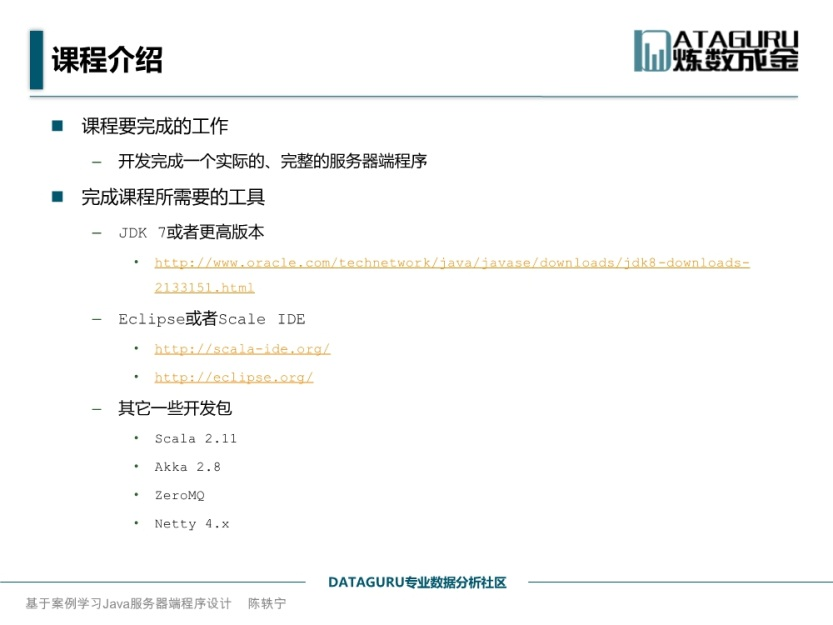 课程介绍
DATAGURU
炼数成金
■ 课程要完成的工作
– 开发完成一个实际的、完整的服务器端程序
■ 完成课程所需要的工具
– JDK 7或者更高版本
• http://www.oracle.com/technetwork/java/javase/downloads/jdk8-downloads-
2133151.html
– Eclipse或者Scale IDE
• http://scala-ide.org/
• http://eclipse.org/
– 其它一些开发包
• Scala 2.11
• Akka 2.8
• ZeroMQ
• Netty 4.x
DATAGURU专业数据分析社区
基于案例学习Java服务器端程序设计 陈轶宁